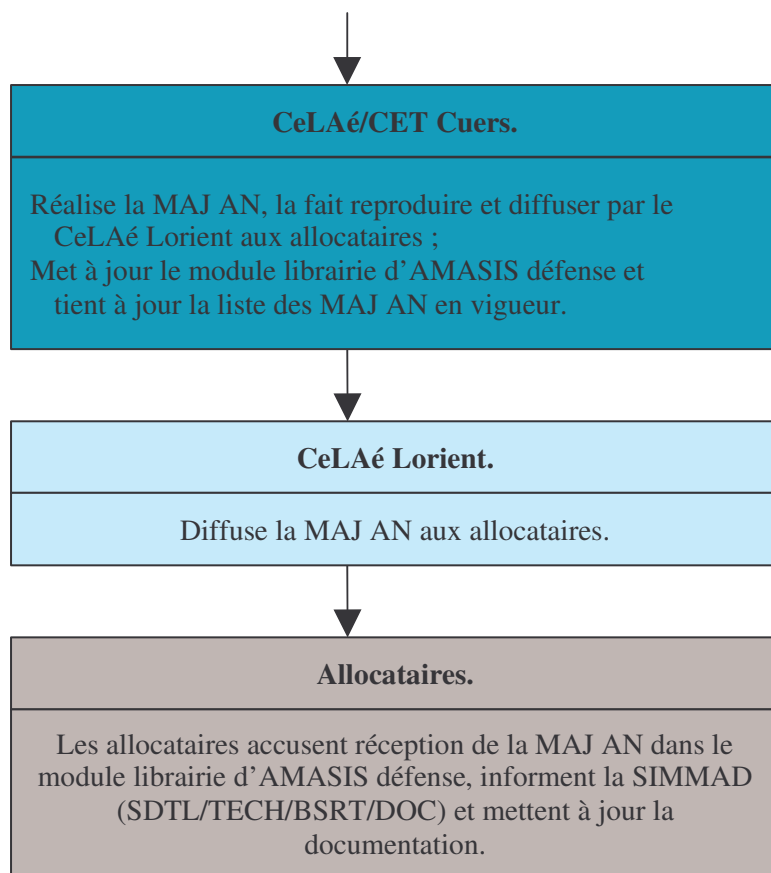 CeLAé/CET Cuers.
Réalise la MAJ AN, la fait reproduire et diffuser par le
CeLAé Lorient aux allocataires ;
Met à jour le module librairie d’AMASIS défense et
tient à jour la liste des MAJ AN en vigueur.
CeLAé Lorient.
Diffuse la MAJ AN aux allocataires.
Allocataires.
Les allocataires accusent réception de la MAJ AN dans le
module librairie d’AMASIS défense, informent la SIMMAD
(SDTL/TECH/BSRT/DOC) et mettent à jour la
documentation.